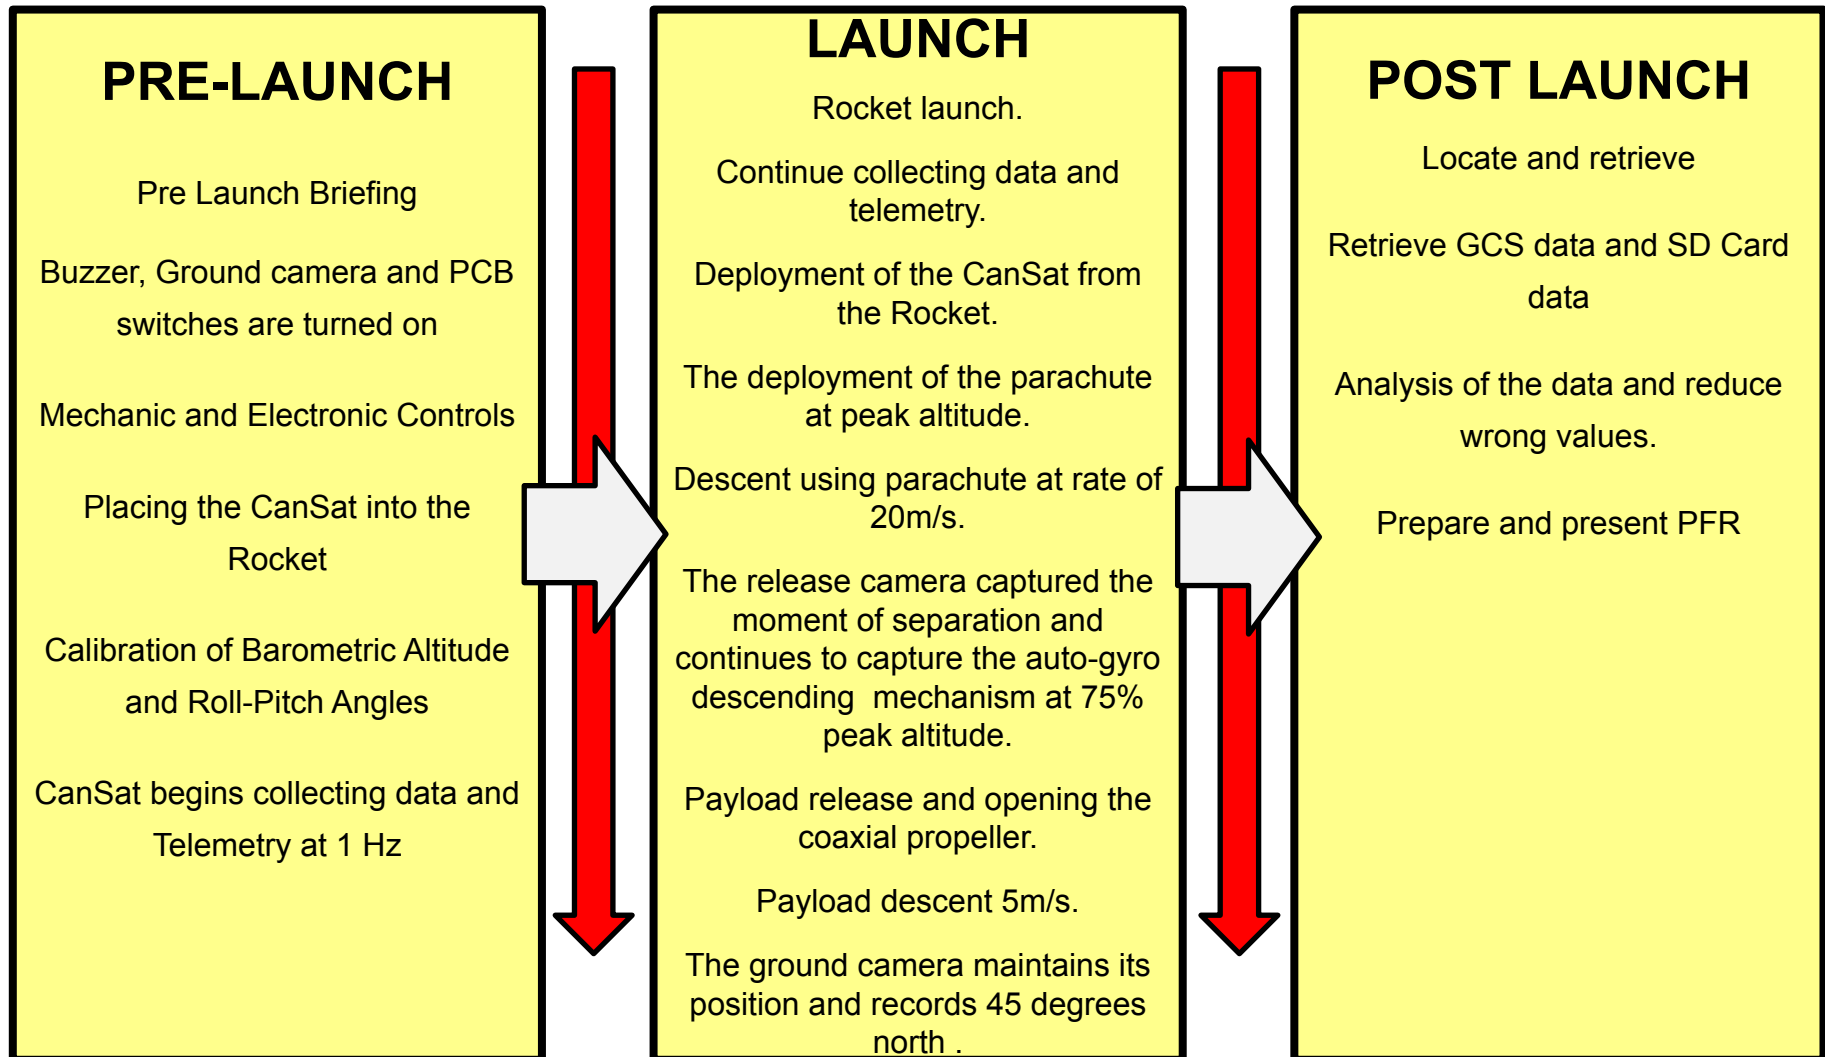 PRE-LAUNCH
Pre Launch Briefing
Buzzer, Ground camera and PCB
switches are turned on
Mechanic and Electronic Controls
Placing the CanSat into the
Rocket
Calibration of Barometric Altitude
and Roll-Pitch Angles
CanSat begins collecting data and
Telemetry at 1 Hz
LAUNCH
Rocket launch.
Continue collecting data and
telemetry.
Deployment of the CanSat from
the Rocket.
The deployment of the parachute
at peak altitude.
Descent using parachute at rate of
20m/s.
The release camera captured the
moment of separation and
continues to capture the auto-gyro
descending  mechanism at 75%
peak altitude.
Payload release and opening the
coaxial propeller.
Payload descent 5m/s.
The ground camera maintains its
position and records 45 degrees
north .
POST LAUNCH
Locate and retrieve
Retrieve GCS data and SD Card
data
Analysis of the data and reduce
wrong values.
Prepare and present PFR